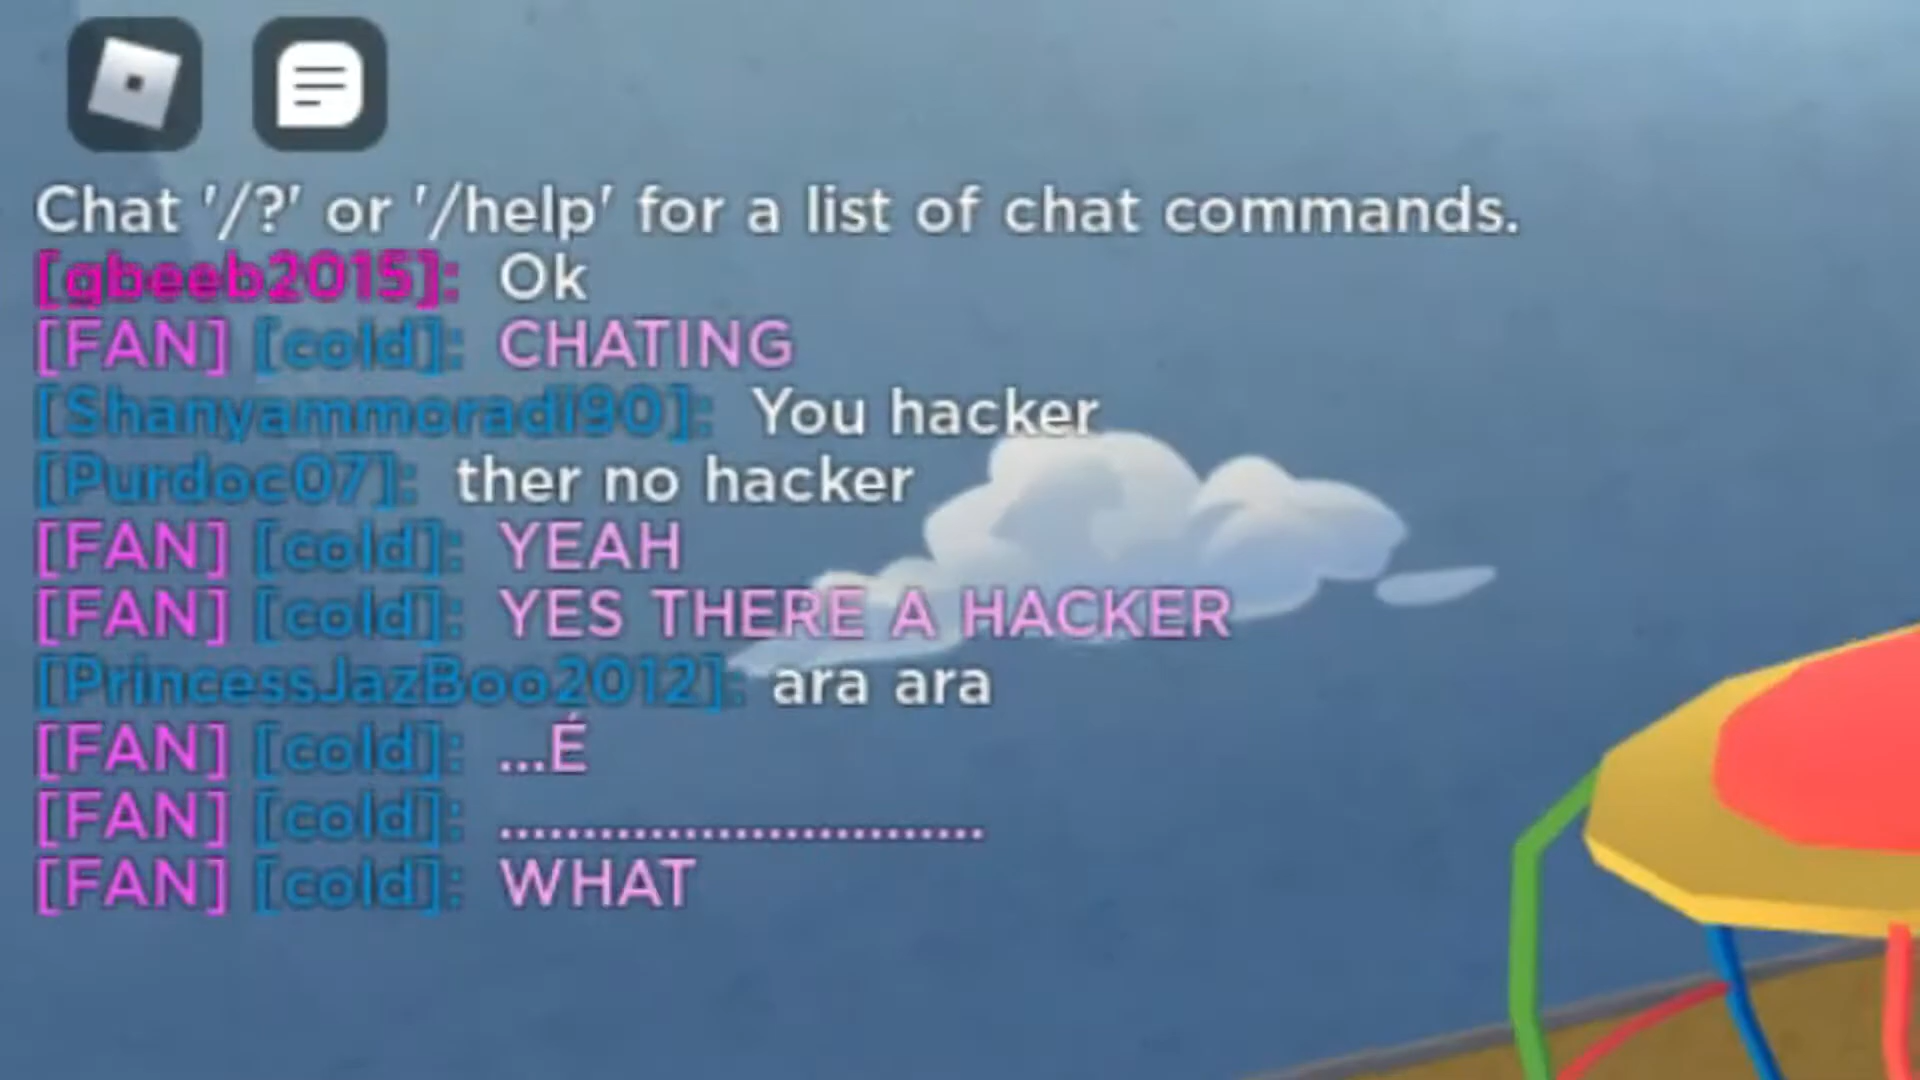 Chat '/?' or '/help' for a list of chat commands.
[gbeeb2015]: Ok
[FAN] [cold]: CHATING
[Shanyammoradi90]: You hacker
[Purdoc07]: ther no hacker
[FAN] [cold]: YEAH
[FAN] [cold]: YES THERE A HACKER
[PrincessJazBoo2012]: ara ara
[FAN] [cold]: ...É
[FAN] [cold]: .............................
[FAN] [cold]: WHAT